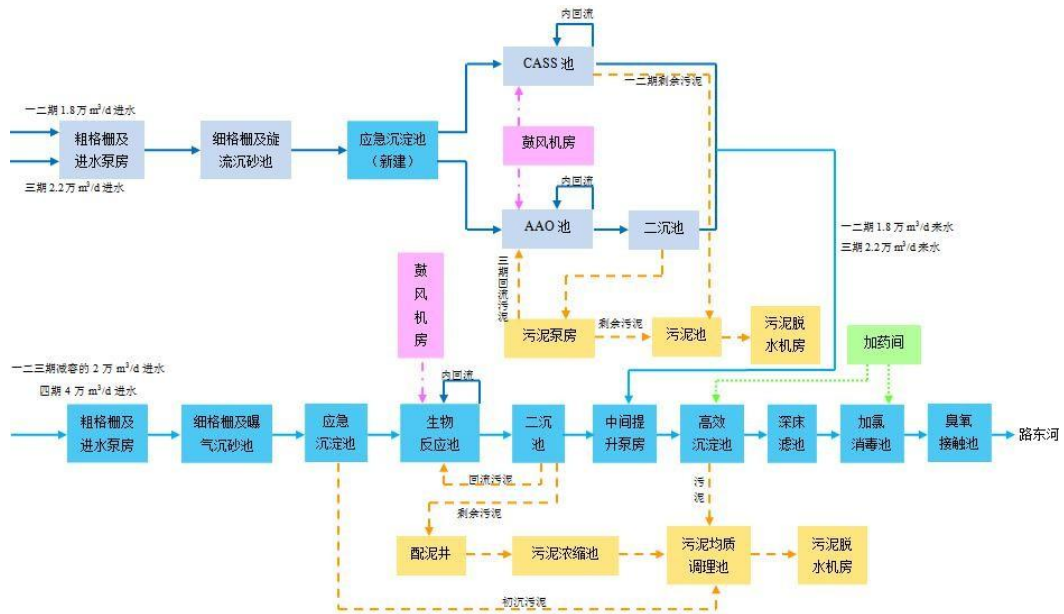 内回流
CASS 池
一二期剩余污泥
一二期 1.8万 m³/d 进水
粗格栅及
进水泵房
细格栅及旋
流沉砂池
应急沉淀池
（新建）
鼓风机房
三期 2.2万 m³/d 进水
内回流
AAO 池
二沉池
一二期 1.8万 m³/d 来水
三期 2.2万 m³/d 来水
鼓
风
机
房
三期回流污泥
污泥泵房
剩余污泥
污泥池
污泥脱
水机房
加药间
一二三期减容的 2 万 m³/d 进水
四期 4 万 m³/d 进水
内回流
粗格栅及
进水泵房
细格栅及曝
气沉砂池
应急
沉淀池
生物
反应池
二沉
池
中间提
升泵房
高效
沉淀池
深床
滤池
加氯
消毒池
臭氧
接触池
路东河
回流污泥
污泥
剩余污泥
配泥井
污泥浓缩池
污泥均质
调理池
污泥脱
水机房
初沉污泥